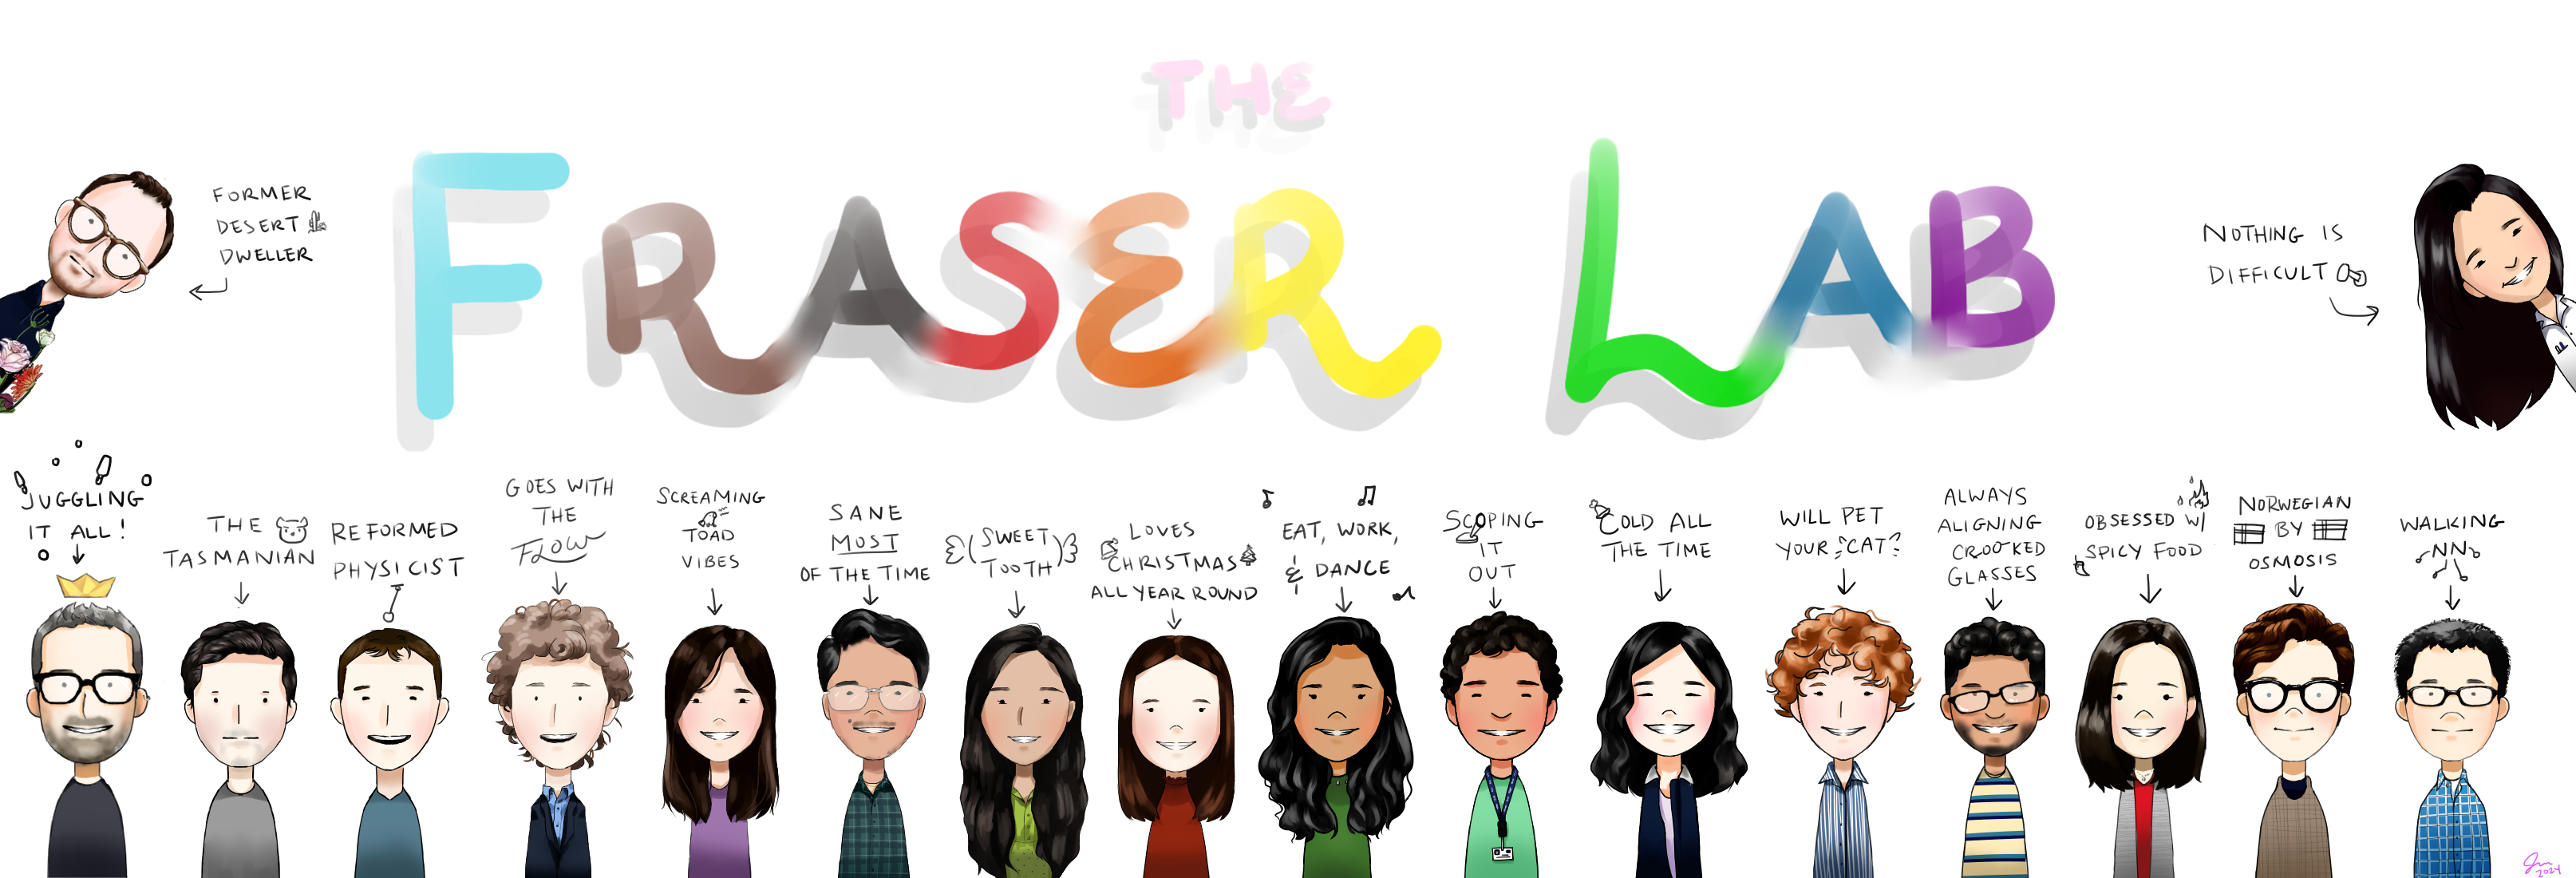 THE
FRASER LAB
FORMER
DESERT
DWELLER
NOTHING IS
DIFFICULT
JUGGLING
IT ALL!
THE
TASMANIAN
REFORMED
PHYSICIST
GOES WITH
THE
FLOW
SCREAMING
TOAD
VIBES
SANE
MOST
OF THE TIME
(SWEET
TOOTH)
LOVES
CHRISTMAS
ALL YEAR ROUND
EAT, WORK,
& DANCE
SCOPING
IT
OUT
COLD ALL
THE TIME
WILL PET
YOUR CAT?
ALWAYS
ALIGNING
CROOKED
GLASSES
OBSESSED W/
SPICY FOOD
NORWEGIAN
BY
OSMOSIS
WALKING
NN
2024